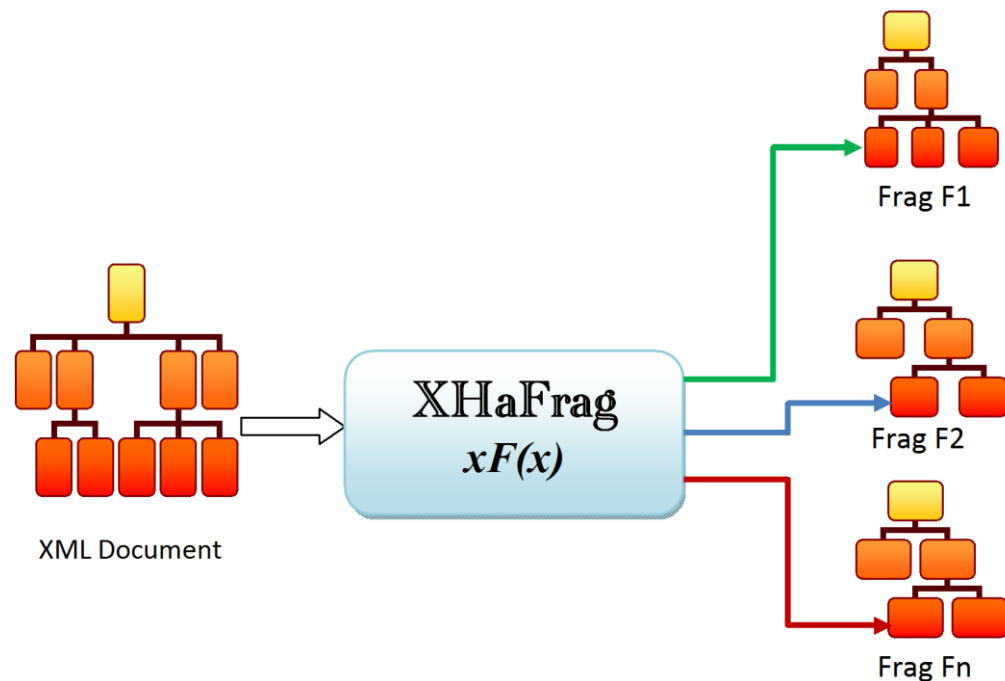 XML Document
XHaFrag
xF(x)
Frag F1
Frag F2
Frag Fn